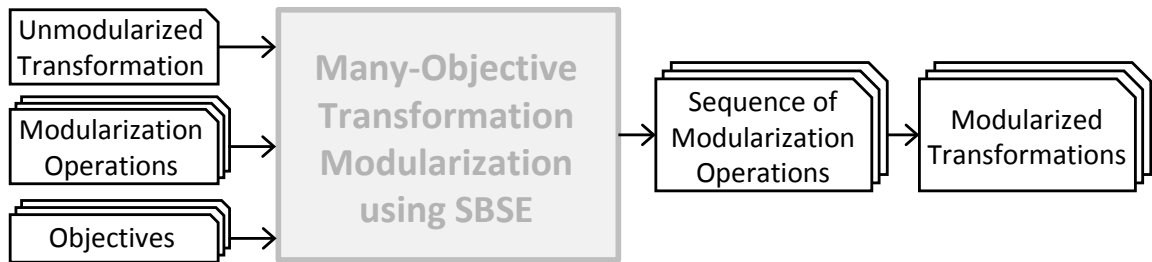 Unmodularized
Transformation
Modularization
Operations
Objectives
Many-Objective
Transformation
Modularization
using SBSE
Sequence of
Modularization
Operations
Modularized
Transformations